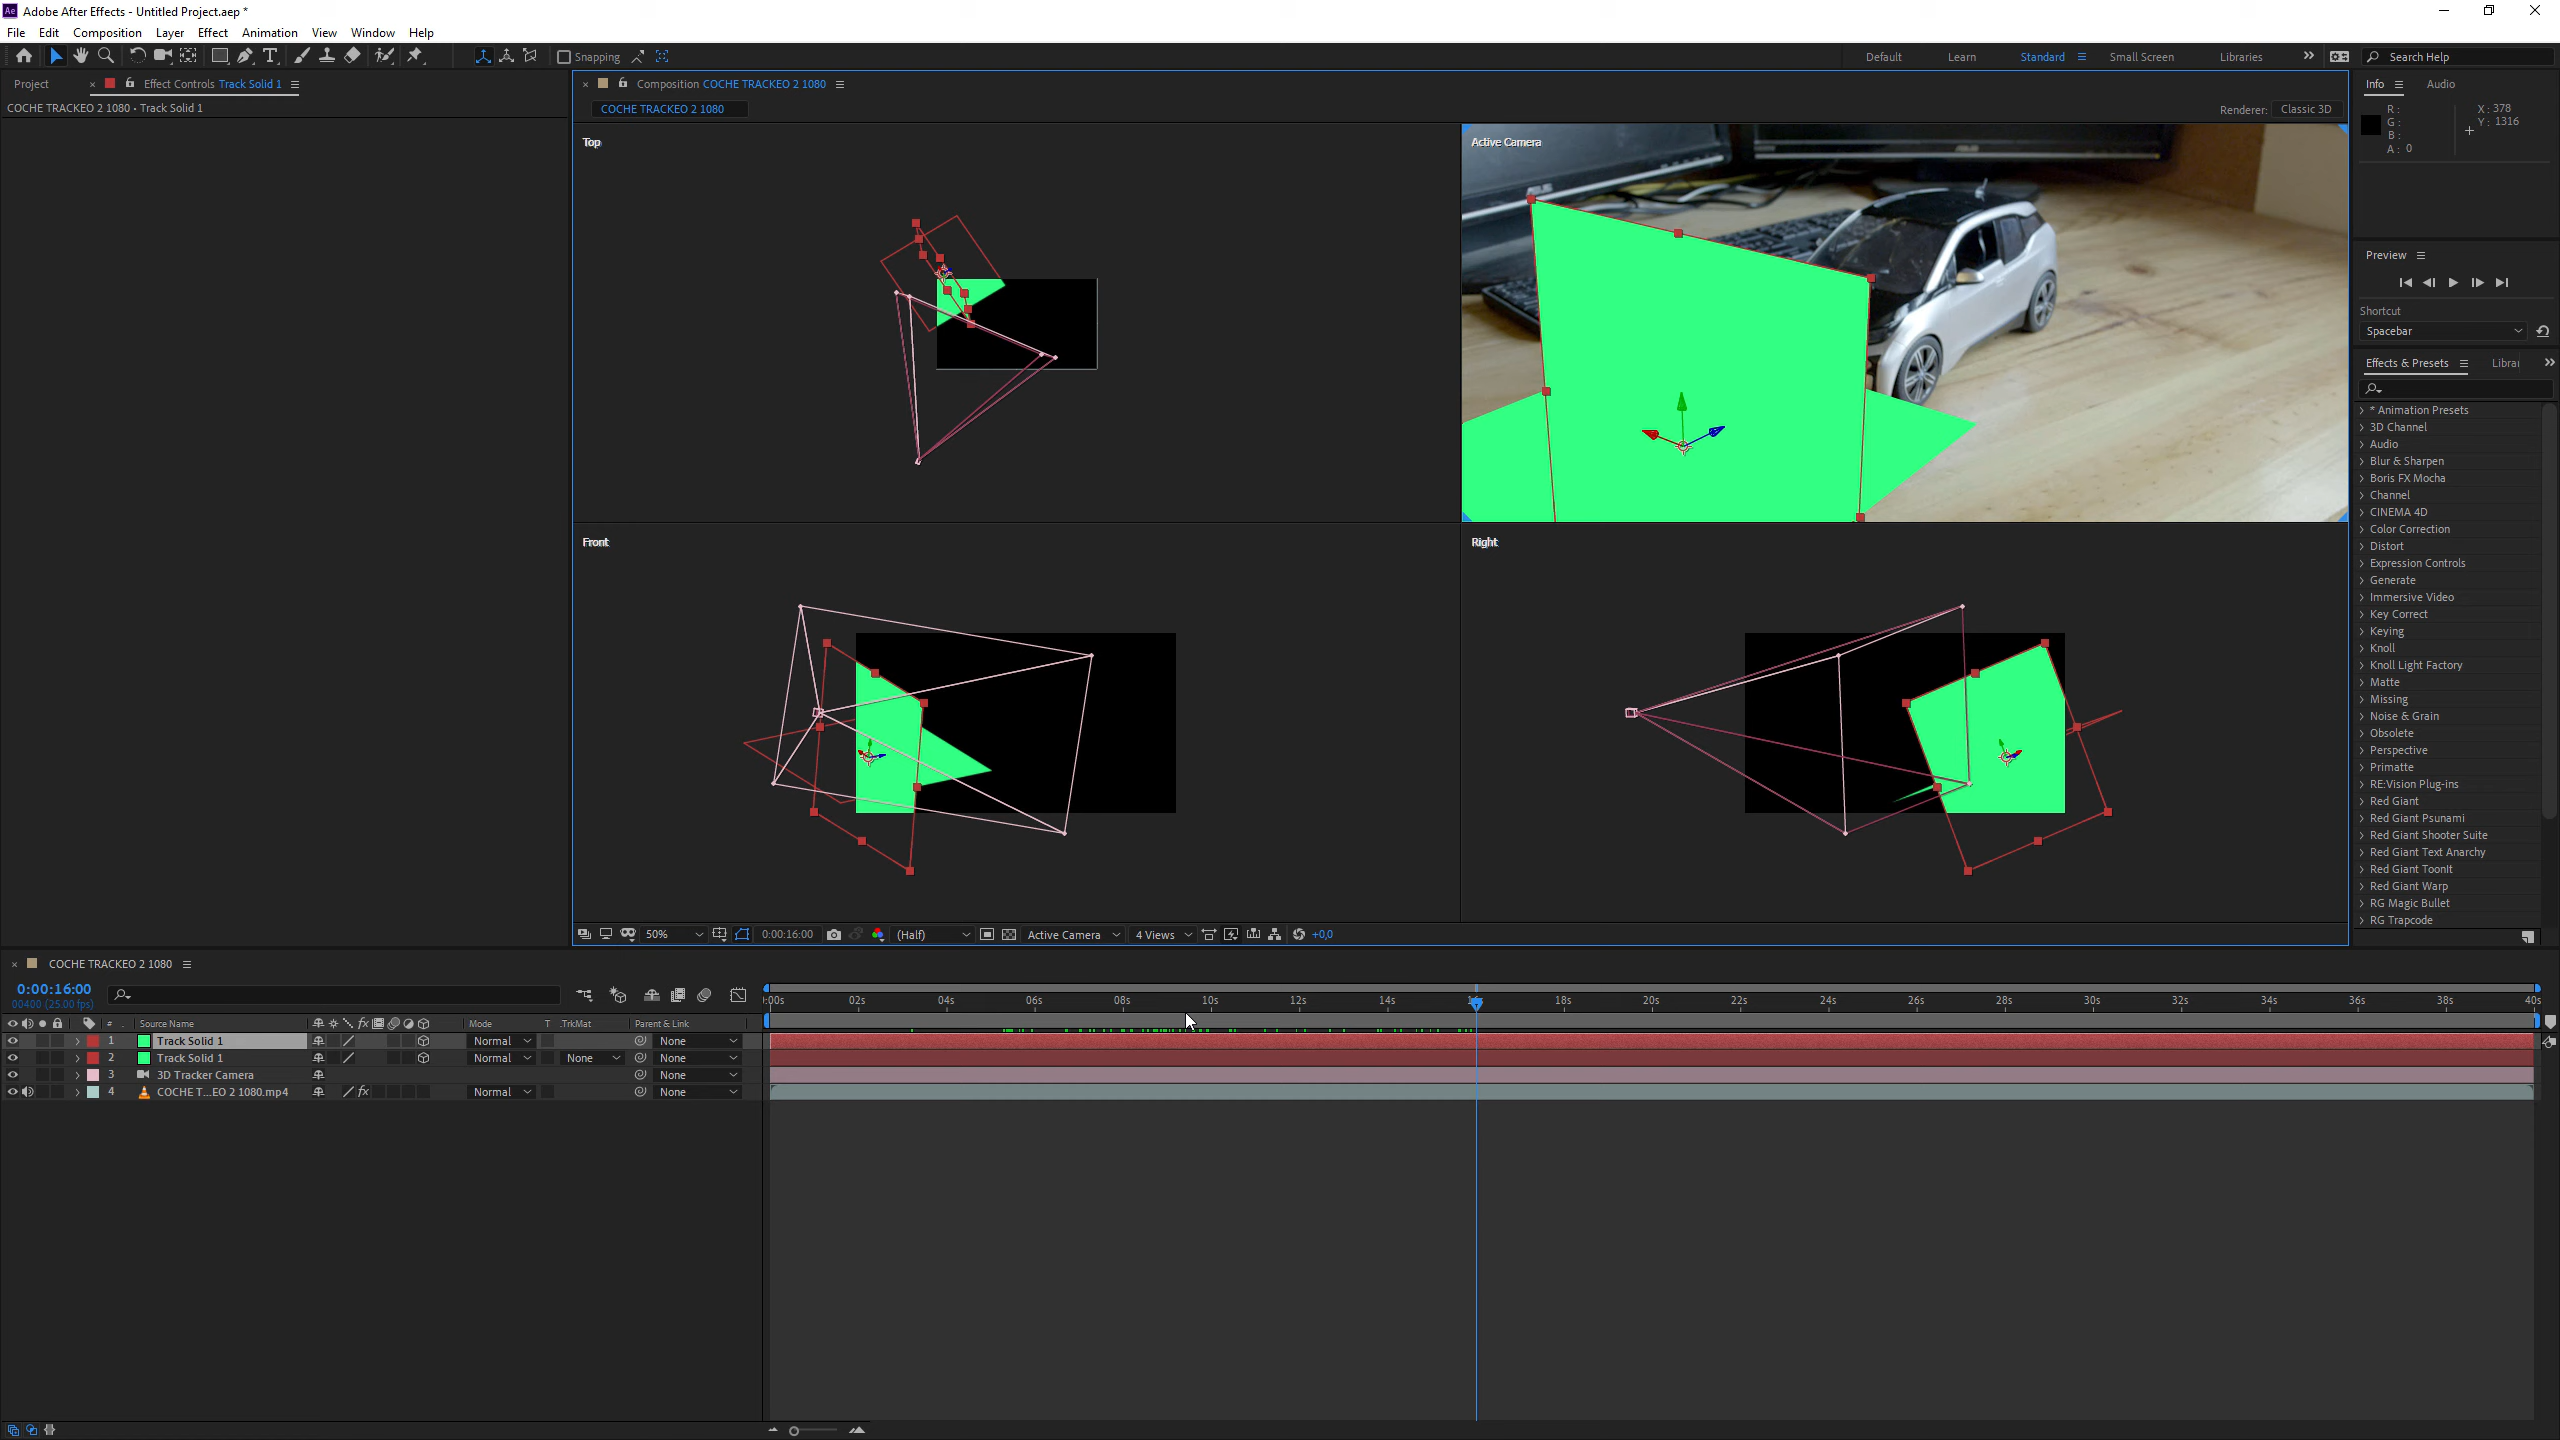 Adobe After Effects - Untitled Project.aep *
File Edit Composition Layer Effect Animation View Window Help
Snapping
Default Learn Standard Small Screen Libraries
Search Help
Project
Effect Controls Track Solid 1
COCHE TRACKEO 2 1080 • Track Solid 1
Composition COCHE TRACKEO 2 1080
COCHE TRACKEO 2 1080
Renderer: Classic 3D
Top
Active Camera
Front
Right
50%
0:00:16:00
(Half)
Active Camera
4 Views
+0,0
Info
Audio
R :
G :
B :
A : 0
X : 378
Y : 1316
Preview
Shortcut
Spacebar
Effects & Presets
Librai
* Animation Presets
3D Channel
Audio
Blur & Sharpen
Boris FX Mocha
Channel
CINEMA 4D
Color Correction
Distort
Expression Controls
Generate
Immersive Video
Key Correct
Keying
Knoll
Knoll Light Factory
Matte
Missing
Noise & Grain
Obsolete
Perspective
Primatte
RE:Vision Plug-ins
Red Giant
Red Giant Psunami
Red Giant Shooter Suite
Red Giant Text Anarchy
Red Giant ToonIt
Red Giant Warp
RG Magic Bullet
RG Trapcode
COCHE TRACKEO 2 1080
0:00:16:00
00400 (25.00 fps)
# Source Name Mode T .TrkMat Parent & Link
1 Track Solid 1 Normal None
2 Track Solid 1 Normal None None
3 3D Tracker Camera None
4 COCHE T...EO 2 1080.mp4 Normal None
):00s 02s 04s 06s 08s 10s 12s 14s 18s 20s 22s 24s 26s 28s 30s 32s 34s 36s 38s 40s